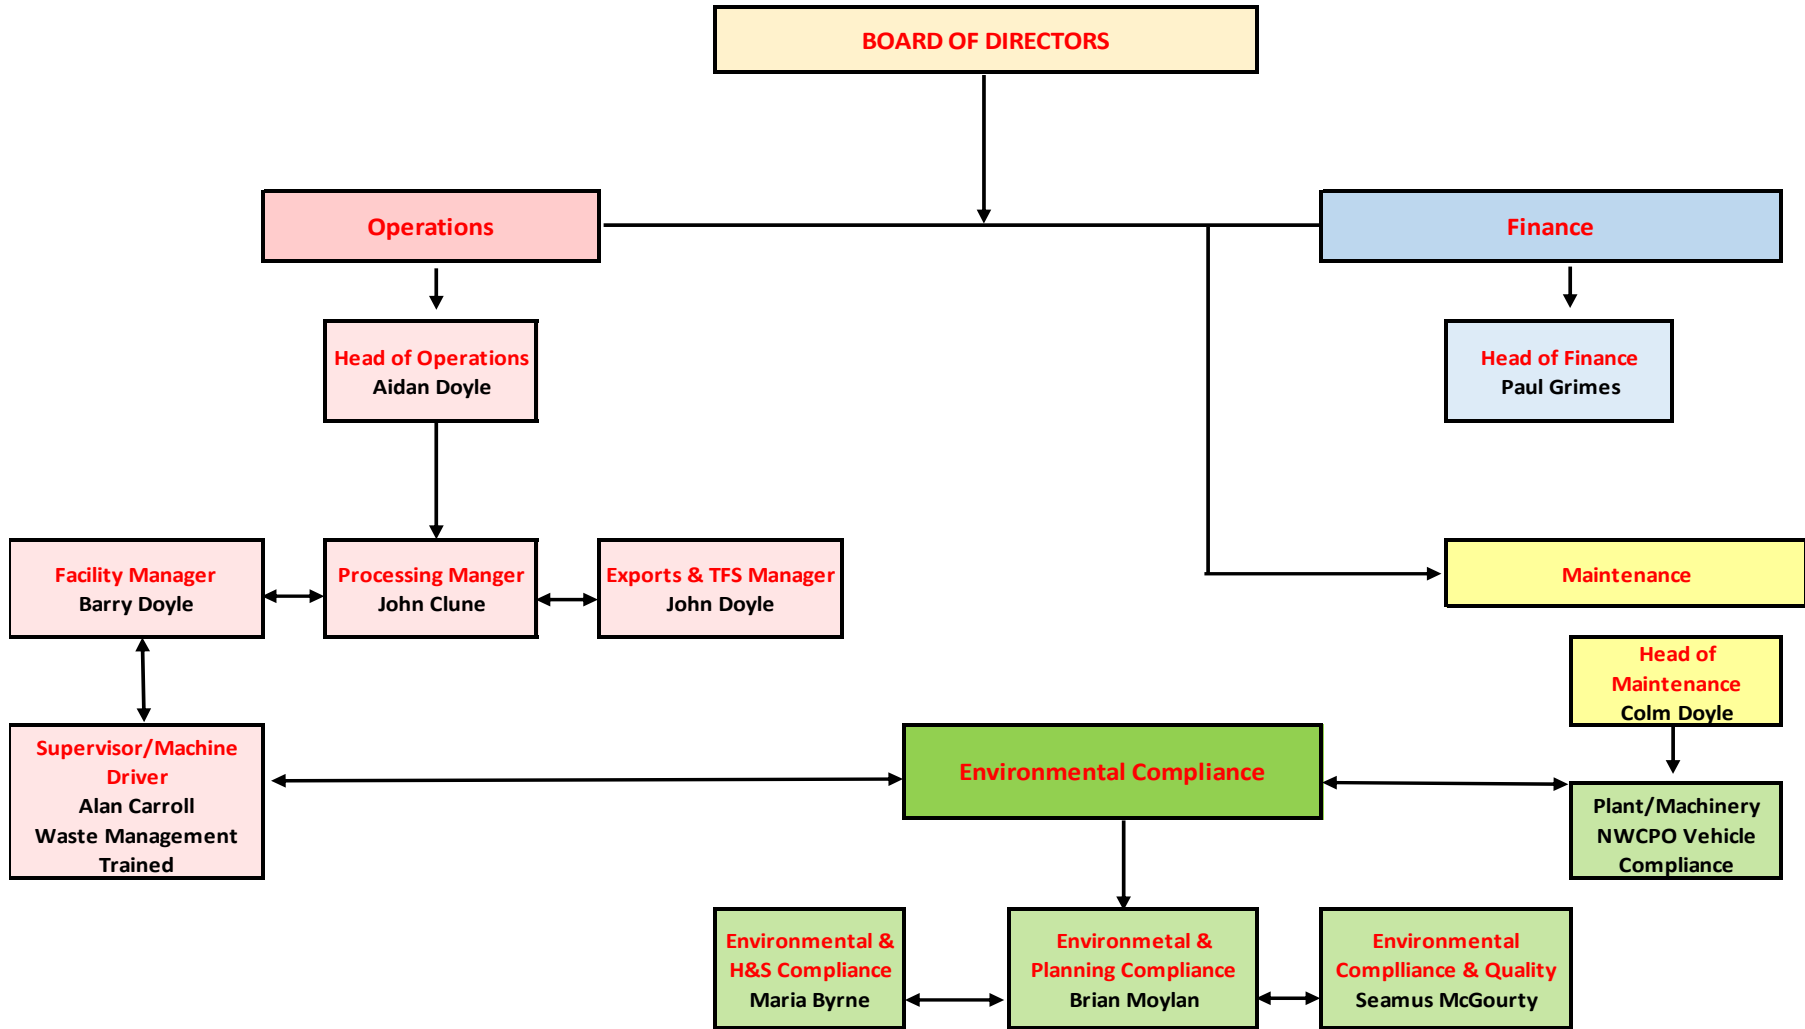 BOARD OF DIRECTORS
Operations
Finance
Head of Operations
Aidan Doyle
Head of Finance
Paul Grimes
Facility Manager
Barry Doyle
Processing Manger
John Clune
Exports & TFS Manager
John Doyle
Maintenance
Head of
Maintenance
Colm Doyle
Supervisor/Machine
Driver
Alan Carroll
Waste Management
Trained
Environmental Compliance
Plant/Machinery
NWCPO Vehicle
Compliance
Environmental &
H&S Compliance
Maria Byrne
Environmetal &
Planning Compliance
Brian Moylan
Environmental
Complliance & Quality
Seamus McGourty